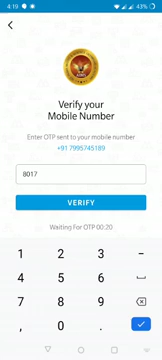 4:19
Verify your
Mobile Number
Enter OTP sent to your mobile number
+91 7995745189
8017
VERIFY
Waiting For OTP 00:20
1 2 3 -
4 5 6
7 8 9
, 0 .